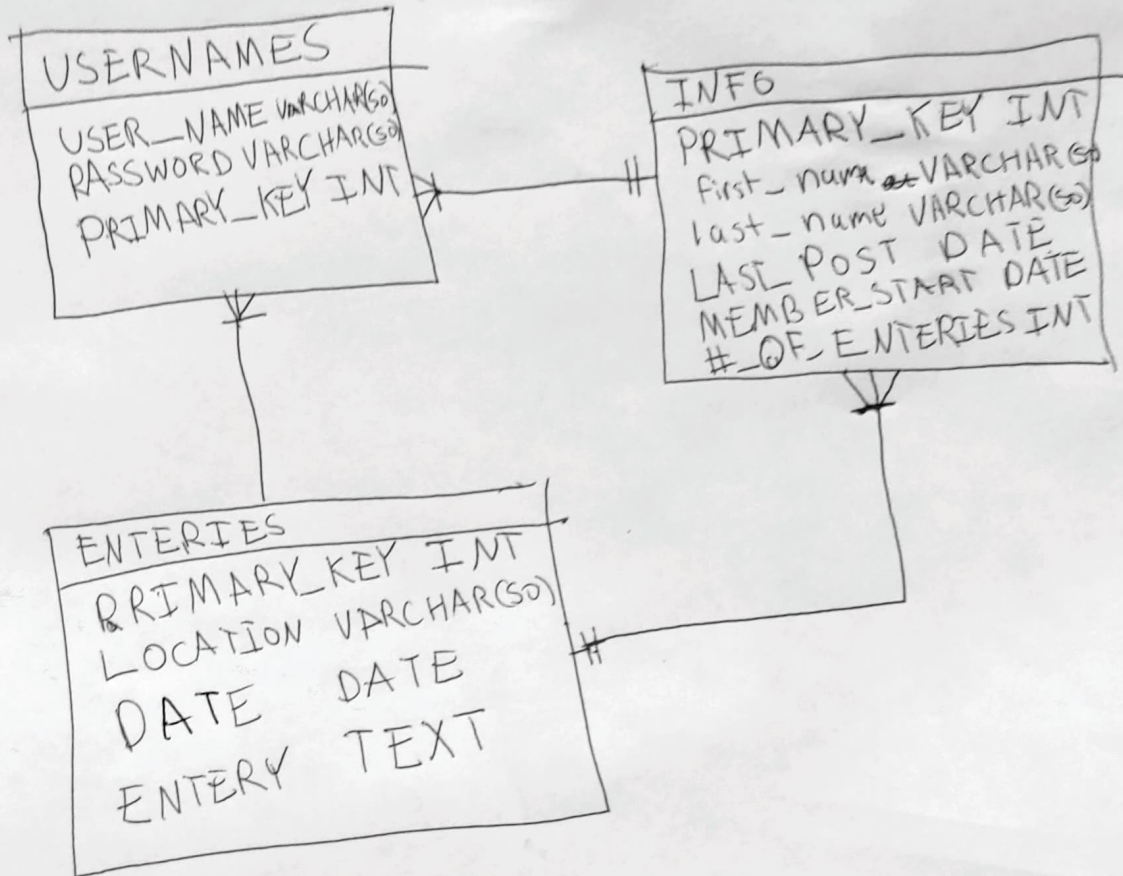 USERNAMES
USER_NAME VARCHAR(50)
PASSWORD VARCHAR(50)
PRIMARY_KEY INT
INFO
PRIMARY_KEY INT
first_name VARCHAR(50)
last_name VARCHAR(50)
LAST_POST DATE
MEMBER_START DATE
#_OF_ENTERIES INT
ENTERIES
PRIMARY_KEY INT
LOCATION VARCHAR(50)
DATE DATE
ENTERY TEXT